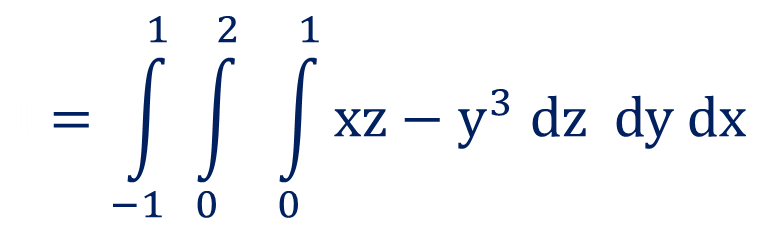 1 2 1
= ∫ ∫ ∫ xz − y³ dz dy dx
−1 0 0